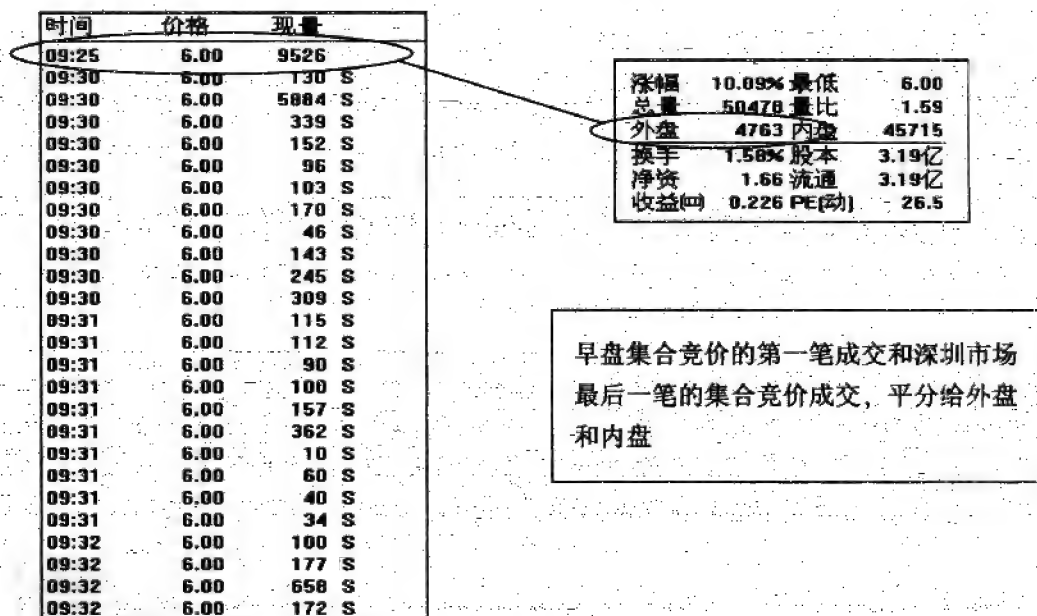 时间 价格 现量
09:25 6.00 9526
09:30 6.00 130 S
09:30 6.00 5884 S
09:30 6.00 339 S
09:30 6.00 152 S
09:30 6.00 96 S
09:30 6.00 103 S
09:30 6.00 170 S
09:30 6.00 46 S
09:30 6.00 143 S
09:30 6.00 245 S
09:30 6.00 309 S
09:31 6.00 115 S
09:31 6.00 112 S
09:31 6.00 90 S
09:31 6.00 100 S
09:31 6.00 157 S
09:31 6.00 362 S
09:31 6.00 10 S
09:31 6.00 60 S
09:31 6.00 40 S
09:31 6.00 34 S
09:32 6.00 100 S
09:32 6.00 177 S
09:32 6.00 658 S
09:32 6.00 172 S
涨幅 10.09% 最低 6.00
总量 50478 量比 1.59
外盘 4763 内盘 45715
换手 1.58% 股本 3.19亿
净资 1.66 流通 3.19亿
收益㈣ 0.226 PE(动) 26.5
早盘集合竞价的第一笔成交和深圳市场
最后一笔的集合竞价成交，平分给外盘
和内盘